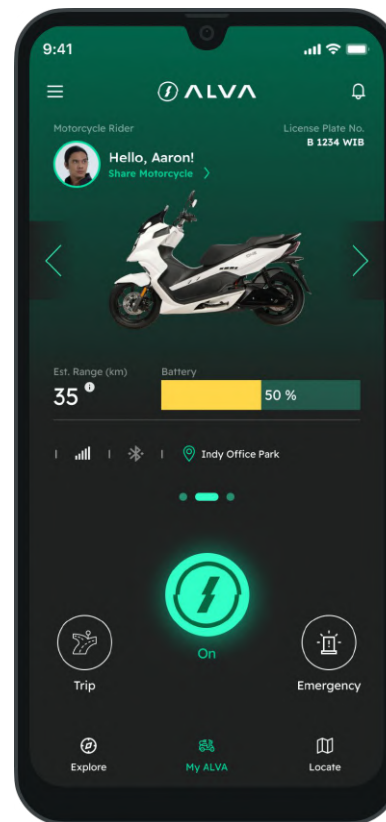 9:41
ALVA
Motorcycle Rider
License Plate No.
B 1234 WIB
Hello, Aaron!
Share Motorcycle
Est. Range (km)
Battery
35
50 %
Indy Office Park
On
Trip
Emergency
Explore
My ALVA
Locate